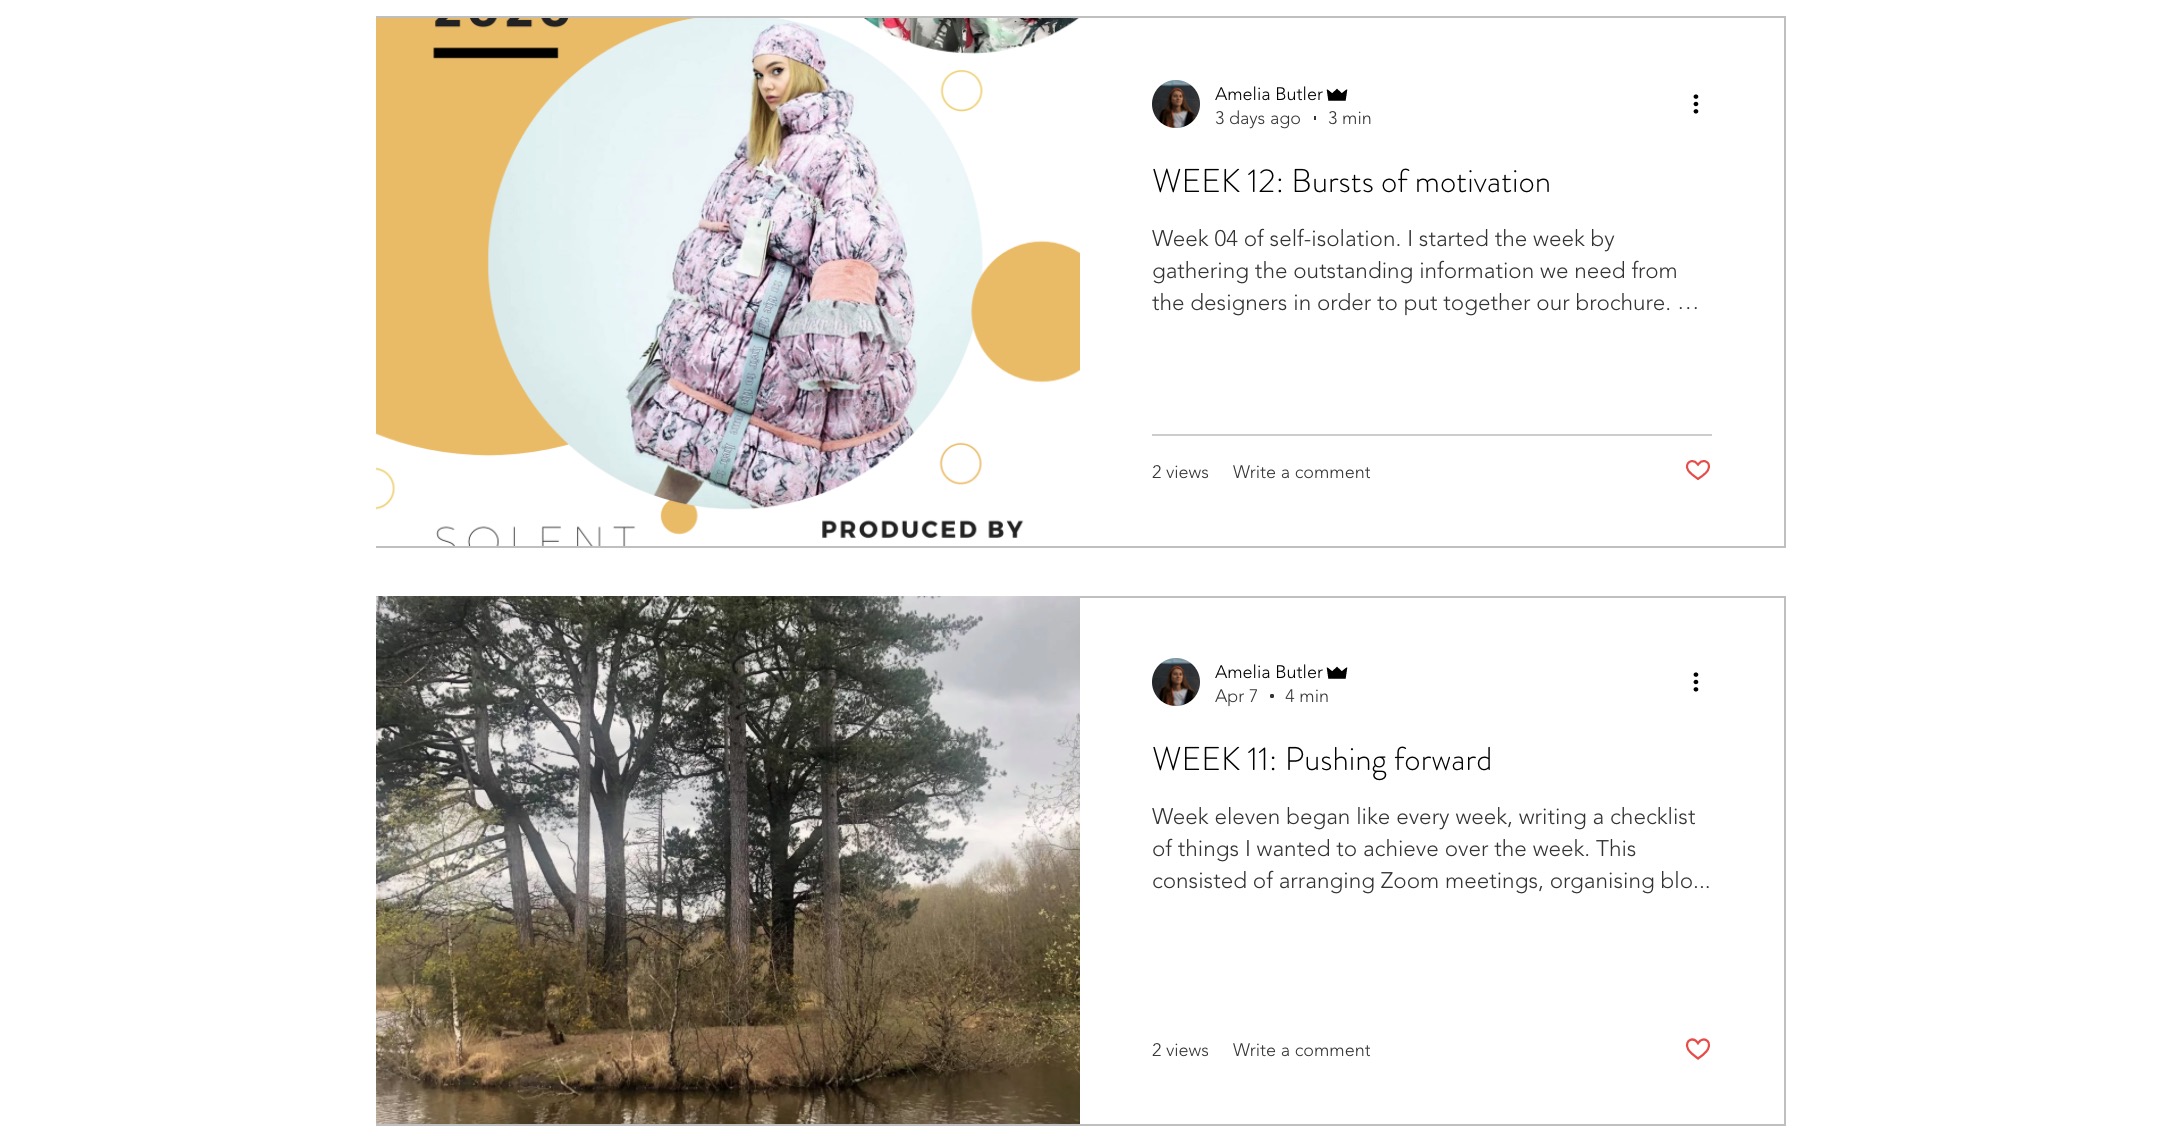 2020
SOLENT
PRODUCED BY
Amelia Butler
3 days ago · 3 min
WEEK 12: Bursts of motivation
Week 04 of self-isolation. I started the week by
gathering the outstanding information we need from
the designers in order to put together our brochure. …
2 views Write a comment
Amelia Butler
Apr 7 · 4 min
WEEK 11: Pushing forward
Week eleven began like every week, writing a checklist
of things I wanted to achieve over the week. This
consisted of arranging Zoom meetings, organising blo...
2 views Write a comment